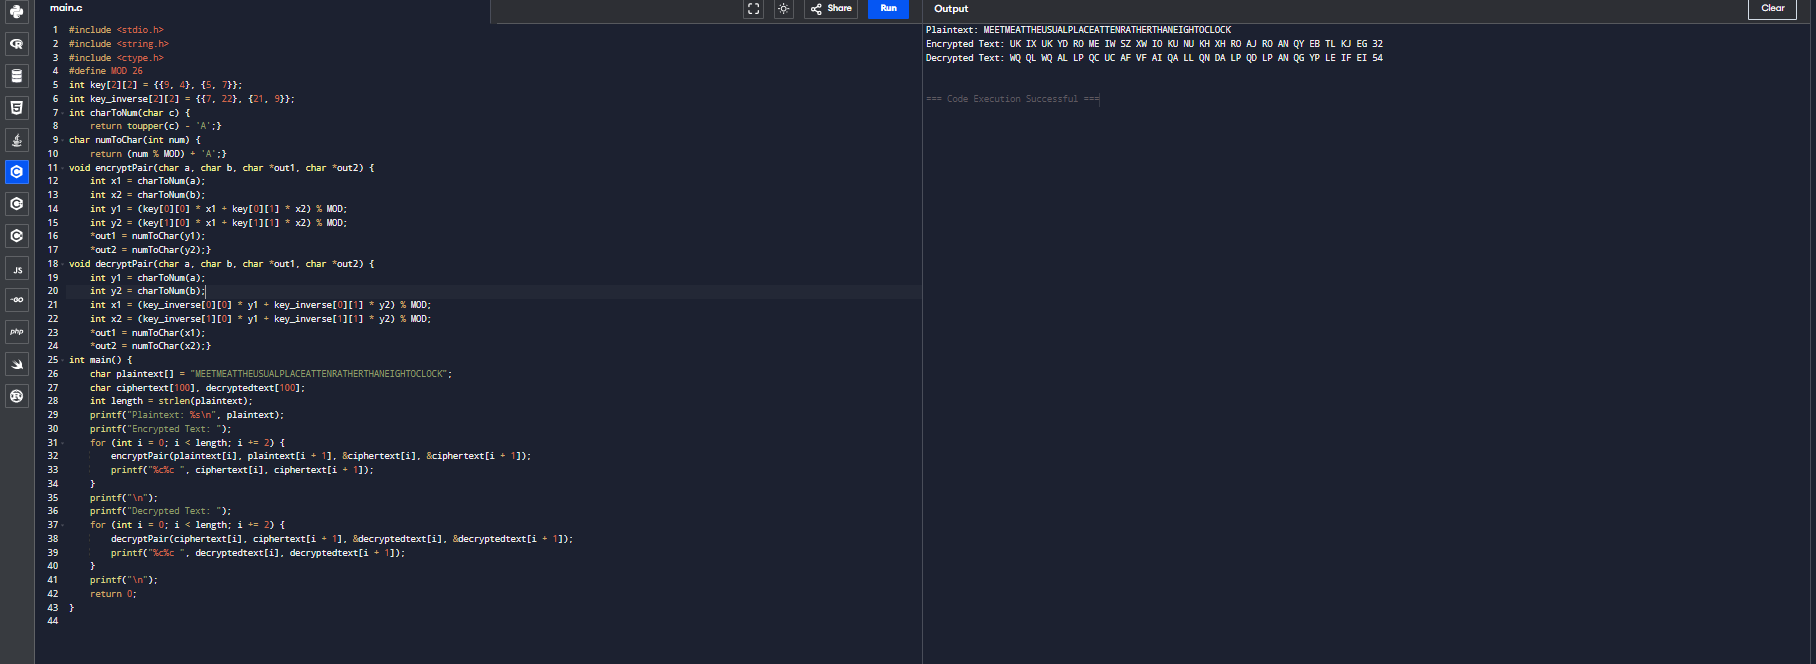 main.c
Share
Run
Output
Clear
1 #include <stdio.h>
2 #include <string.h>
3 #include <ctype.h>
4 #define MOD 26
5 int key[2][2] = {{9, 4}, {5, 7}};
6 int key_inverse[2][2] = {{7, 22}, {21, 9}};
7 int charToNum(char c) {
8     return toupper(c) - 'A';}
9 char numToChar(int num) {
10     return (num % MOD) + 'A';}
11 void encryptPair(char a, char b, char *out1, char *out2) {
12     int x1 = charToNum(a);
13     int x2 = charToNum(b);
14     int y1 = (key[0][0] * x1 + key[0][1] * x2) % MOD;
15     int y2 = (key[1][0] * x1 + key[1][1] * x2) % MOD;
16     *out1 = numToChar(y1);
17     *out2 = numToChar(y2);}
18 void decryptPair(char a, char b, char *out1, char *out2) {
19     int y1 = charToNum(a);
20     int y2 = charToNum(b);
21     int x1 = (key_inverse[0][0] * y1 + key_inverse[0][1] * y2) % MOD;
22     int x2 = (key_inverse[1][0] * y1 + key_inverse[1][1] * y2) % MOD;
23     *out1 = numToChar(x1);
24     *out2 = numToChar(x2);}
25 int main() {
26     char plaintext[] = "MEETMEATTHEUSUALPLACEATTENRATHERTHANEIGHTOCLOCK";
27     char ciphertext[100], decryptedtext[100];
28     int length = strlen(plaintext);
29     printf("Plaintext: %s\n", plaintext);
30     printf("Encrypted Text: ");
31     for (int i = 0; i < length; i += 2) {
32         encryptPair(plaintext[i], plaintext[i + 1], &ciphertext[i], &ciphertext[i + 1]);
33         printf("%c%c ", ciphertext[i], ciphertext[i + 1]);
34     }
35     printf("\n");
36     printf("Decrypted Text: ");
37     for (int i = 0; i < length; i += 2) {
38         decryptPair(ciphertext[i], ciphertext[i + 1], &decryptedtext[i], &decryptedtext[i + 1]);
39         printf("%c%c ", decryptedtext[i], decryptedtext[i + 1]);
40     }
41     printf("\n");
42     return 0;
43 }
44
Plaintext: MEETMEATTHEUSUALPLACEATTENRATHERTHANEIGHTOCLOCK
Encrypted Text: UK IX UK YD RO ME IW SZ XW IO KU NU KH XH RO AJ RO AN QY EB TL KJ EG 32
Decrypted Text: WQ QL WQ AL LP QC UC AF VF AI QA LL QN DA LP QD LP AN QG YP LE IF EI 54
=== Code Execution Successful ===
JS
GO
php